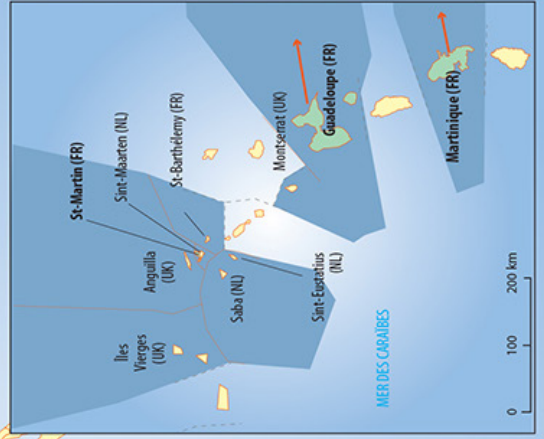 Îles
Vierges
(UK)
Anguilla
(UK)
St-Martin (FR)
Sint-Maarten (NL)
St-Barthélemy (FR)
Saba (NL)
Sint-Eustatius
(NL)
Montserrat (UK)
Guadeloupe (FR)
Martinique (FR)
MER DES CARAÏBES
0
100
200 km